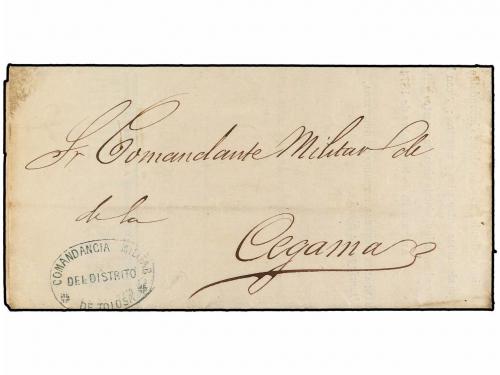 Sr Comandante Militar de
de la
Cegama
COMANDANCIA MILITAR
DEL DISTRITO
DE TOLOSA